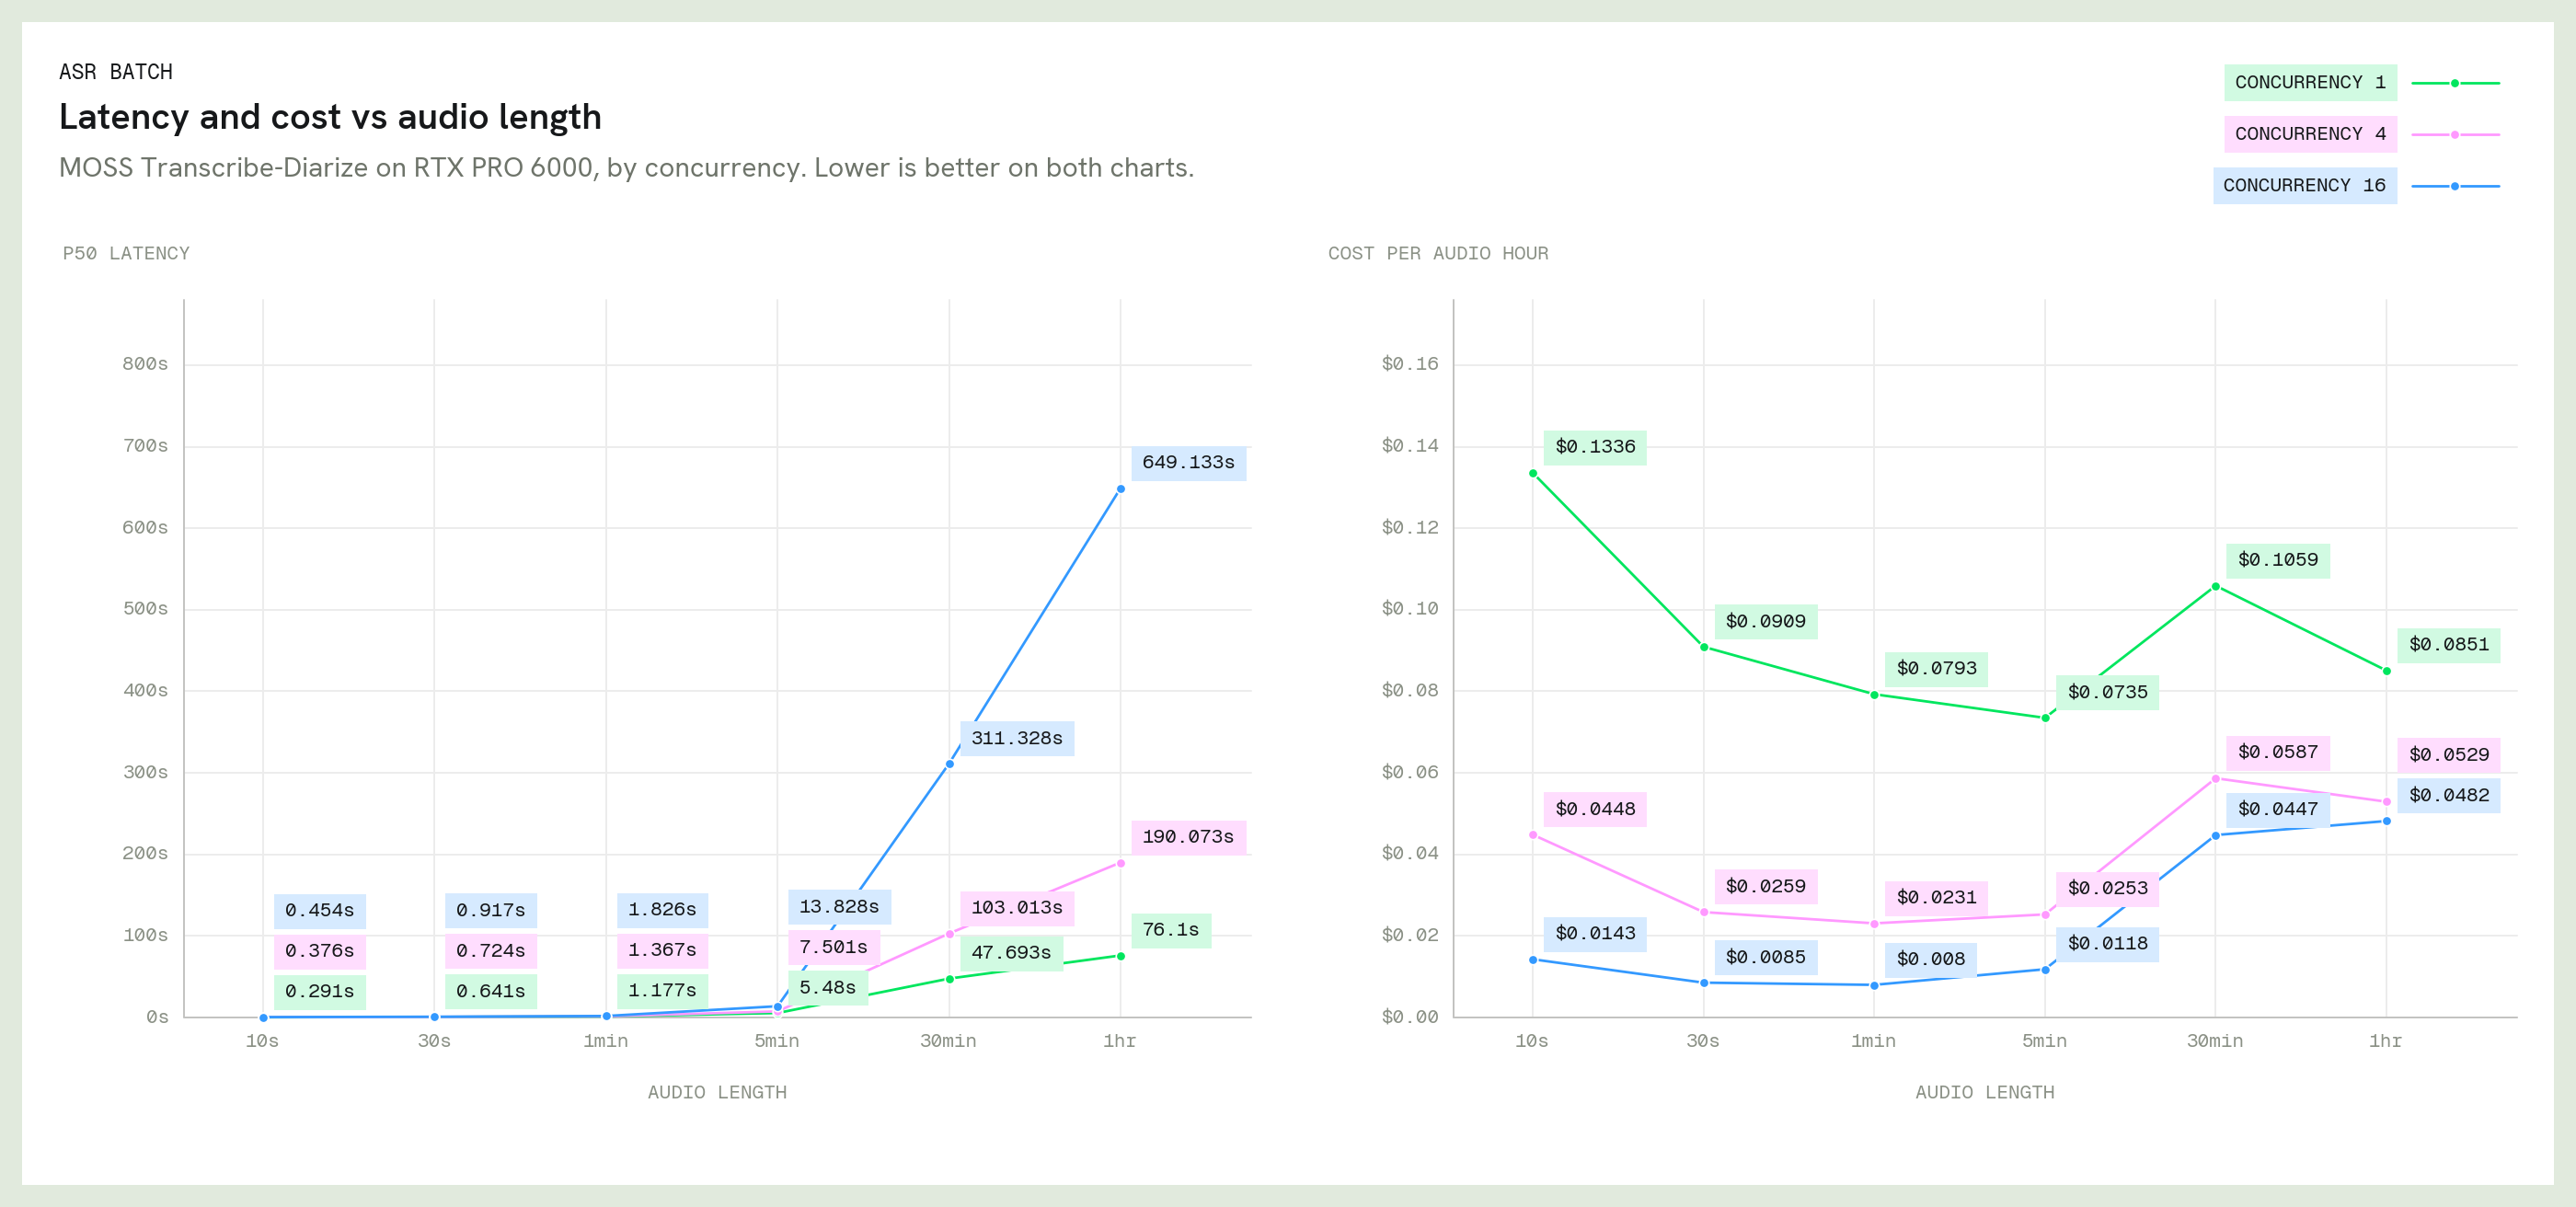 ASR BATCH
Latency and cost vs audio length
MOSS Transcribe-Diarize on RTX PRO 6000, by concurrency. Lower is better on both charts.
CONCURRENCY 1
CONCURRENCY 4
CONCURRENCY 16
P50 LATENCY
800s
700s
600s
500s
400s
300s
200s
100s
0s
649.133s
311.328s
190.073s
0.454s
0.917s
1.826s
13.828s
103.013s
76.1s
0.376s
0.724s
1.367s
7.501s
47.693s
0.291s
0.641s
1.177s
5.48s
10s
30s
1min
5min
30min
1hr
AUDIO LENGTH
COST PER AUDIO HOUR
$0.16
$0.14
$0.12
$0.10
$0.08
$0.06
$0.04
$0.02
$0.00
$0.1336
$0.0909
$0.0793
$0.0735
$0.1059
$0.0851
$0.0448
$0.0259
$0.0231
$0.0253
$0.0587
$0.0529
$0.0143
$0.0085
$0.008
$0.0118
$0.0447
$0.0482
10s
30s
1min
5min
30min
1hr
AUDIO LENGTH